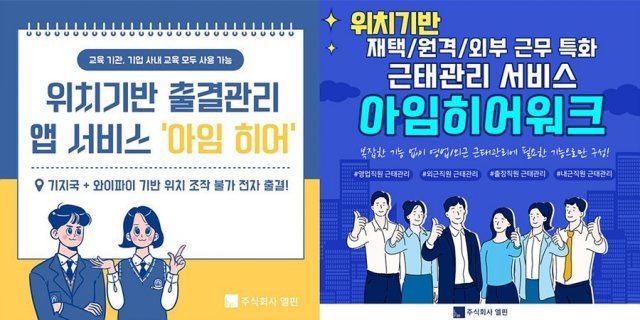 교육 기관, 기업 사내 교육 모두 사용 가능
위치기반 출결관리
앱 서비스 '아임 히어'
기지국 + 와이파이 기반 위치 조작 불가 전자 출결!
주식회사 엘핀
위치기반
재택/원격/외부 근무 특화
근태관리 서비스
아임히어워크
복잡한 기능 없이 영업/외근 근태관리에 필요한 기능으로만 구성!
#영업직원 근태관리 #외근직원 근태관리 #출장직원 근태관리 #내근직원 근태관리
주식회사 엘핀